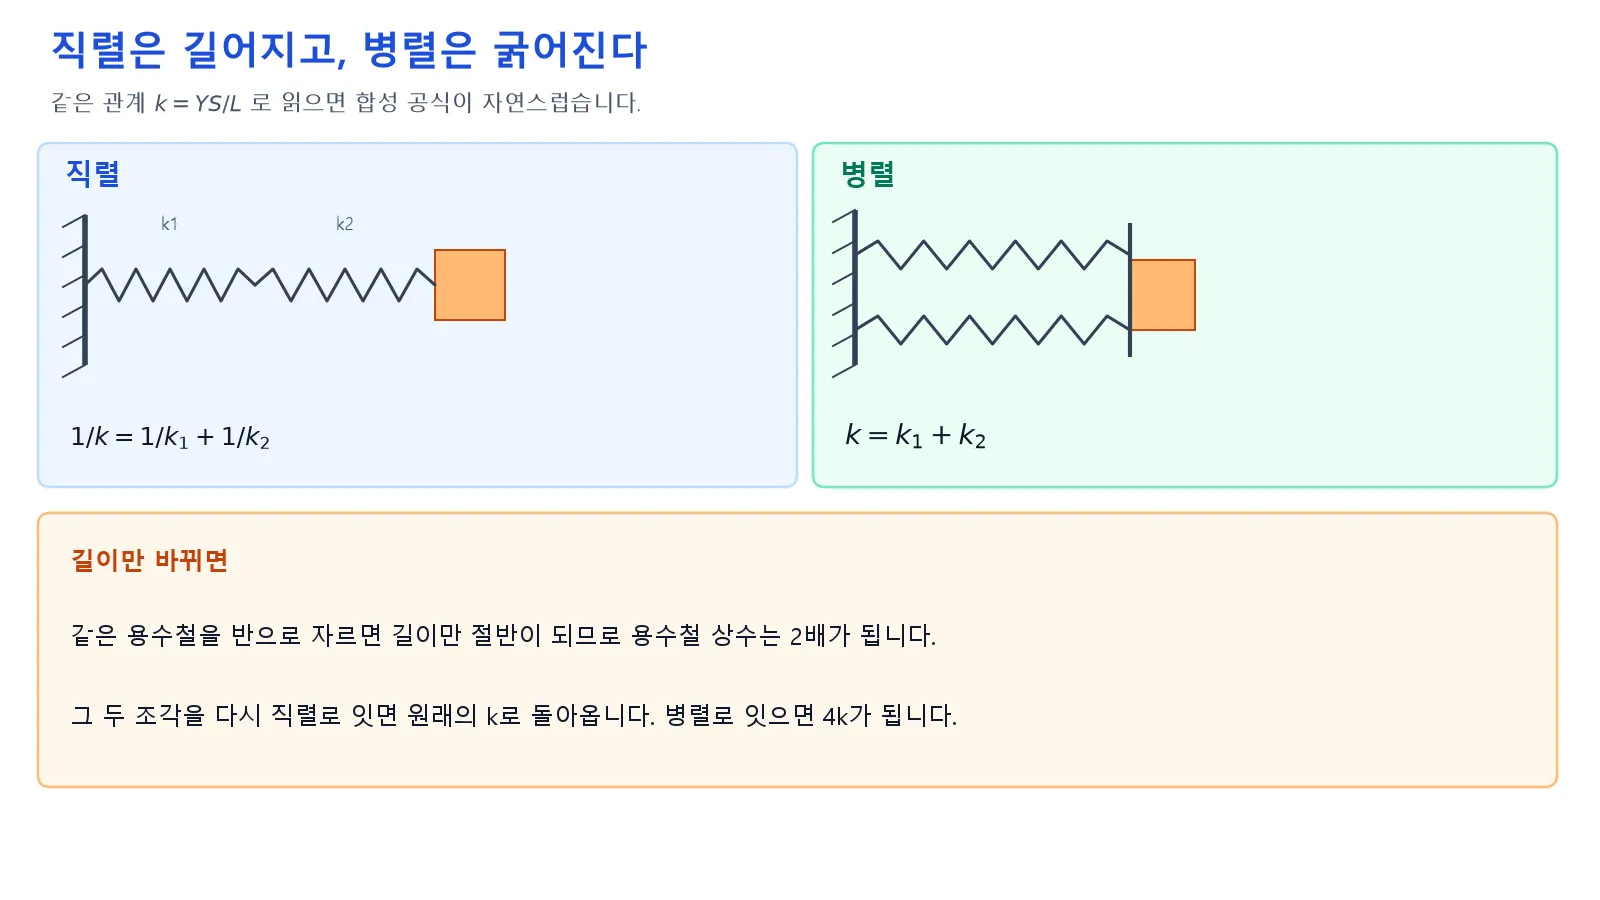 직렬은 길어지고, 병렬은 굵어진다
같은 관계 k = YS/L 로 읽으면 합성 공식이 자연스럽습니다.
직렬
k1 k2
1/k = 1/k₁ + 1/k₂
병렬
k = k₁ + k₂
길이만 바뀌면
같은 용수철을 반으로 자르면 길이만 절반이 되므로 용수철 상수는 2배가 됩니다.
그 두 조각을 다시 직렬로 잇면 원래의 k로 돌아옵니다. 병렬로 잇으면 4k가 됩니다.